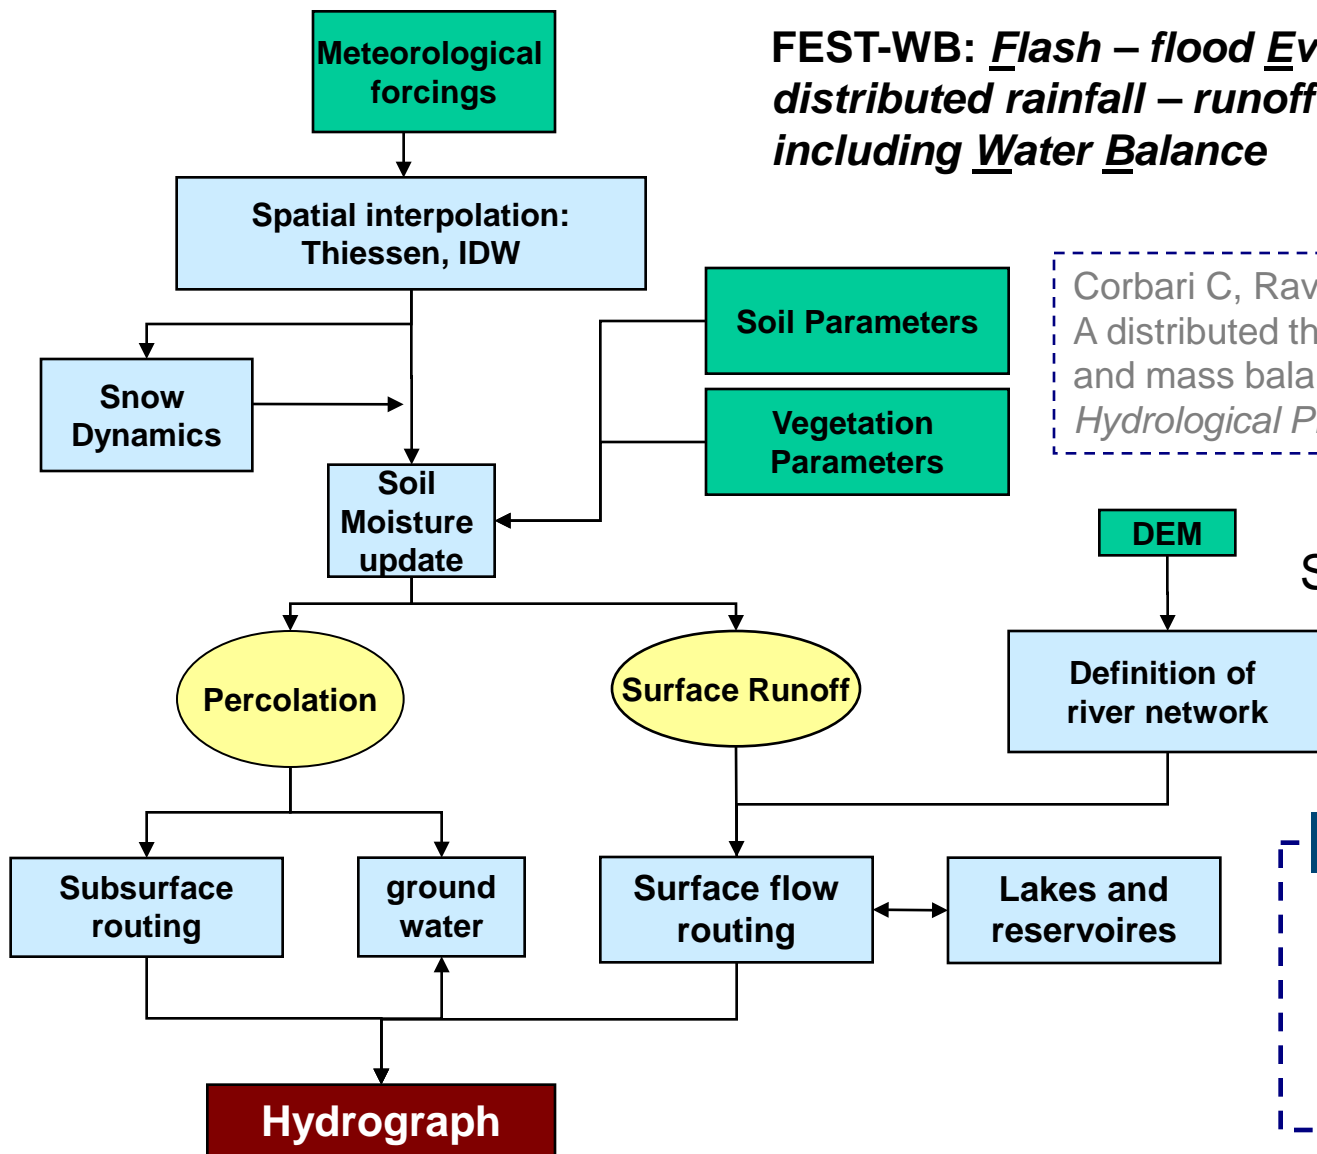 Meteorological
forcings
FEST-WB: Flash – flood Ev
distributed rainfall – runoff
including Water Balance
Spatial interpolation:
Thiessen, IDW
Soil Parameters
Corbari C, Rav
A distributed th
and mass bala
Hydrological P
Snow
Dynamics
Vegetation
Parameters
Soil
Moisture
update
DEM
S
Percolation
Surface Runoff
Definition of
river network
Subsurface
routing
ground
water
Surface flow
routing
Lakes and
reservoires
Hydrograph